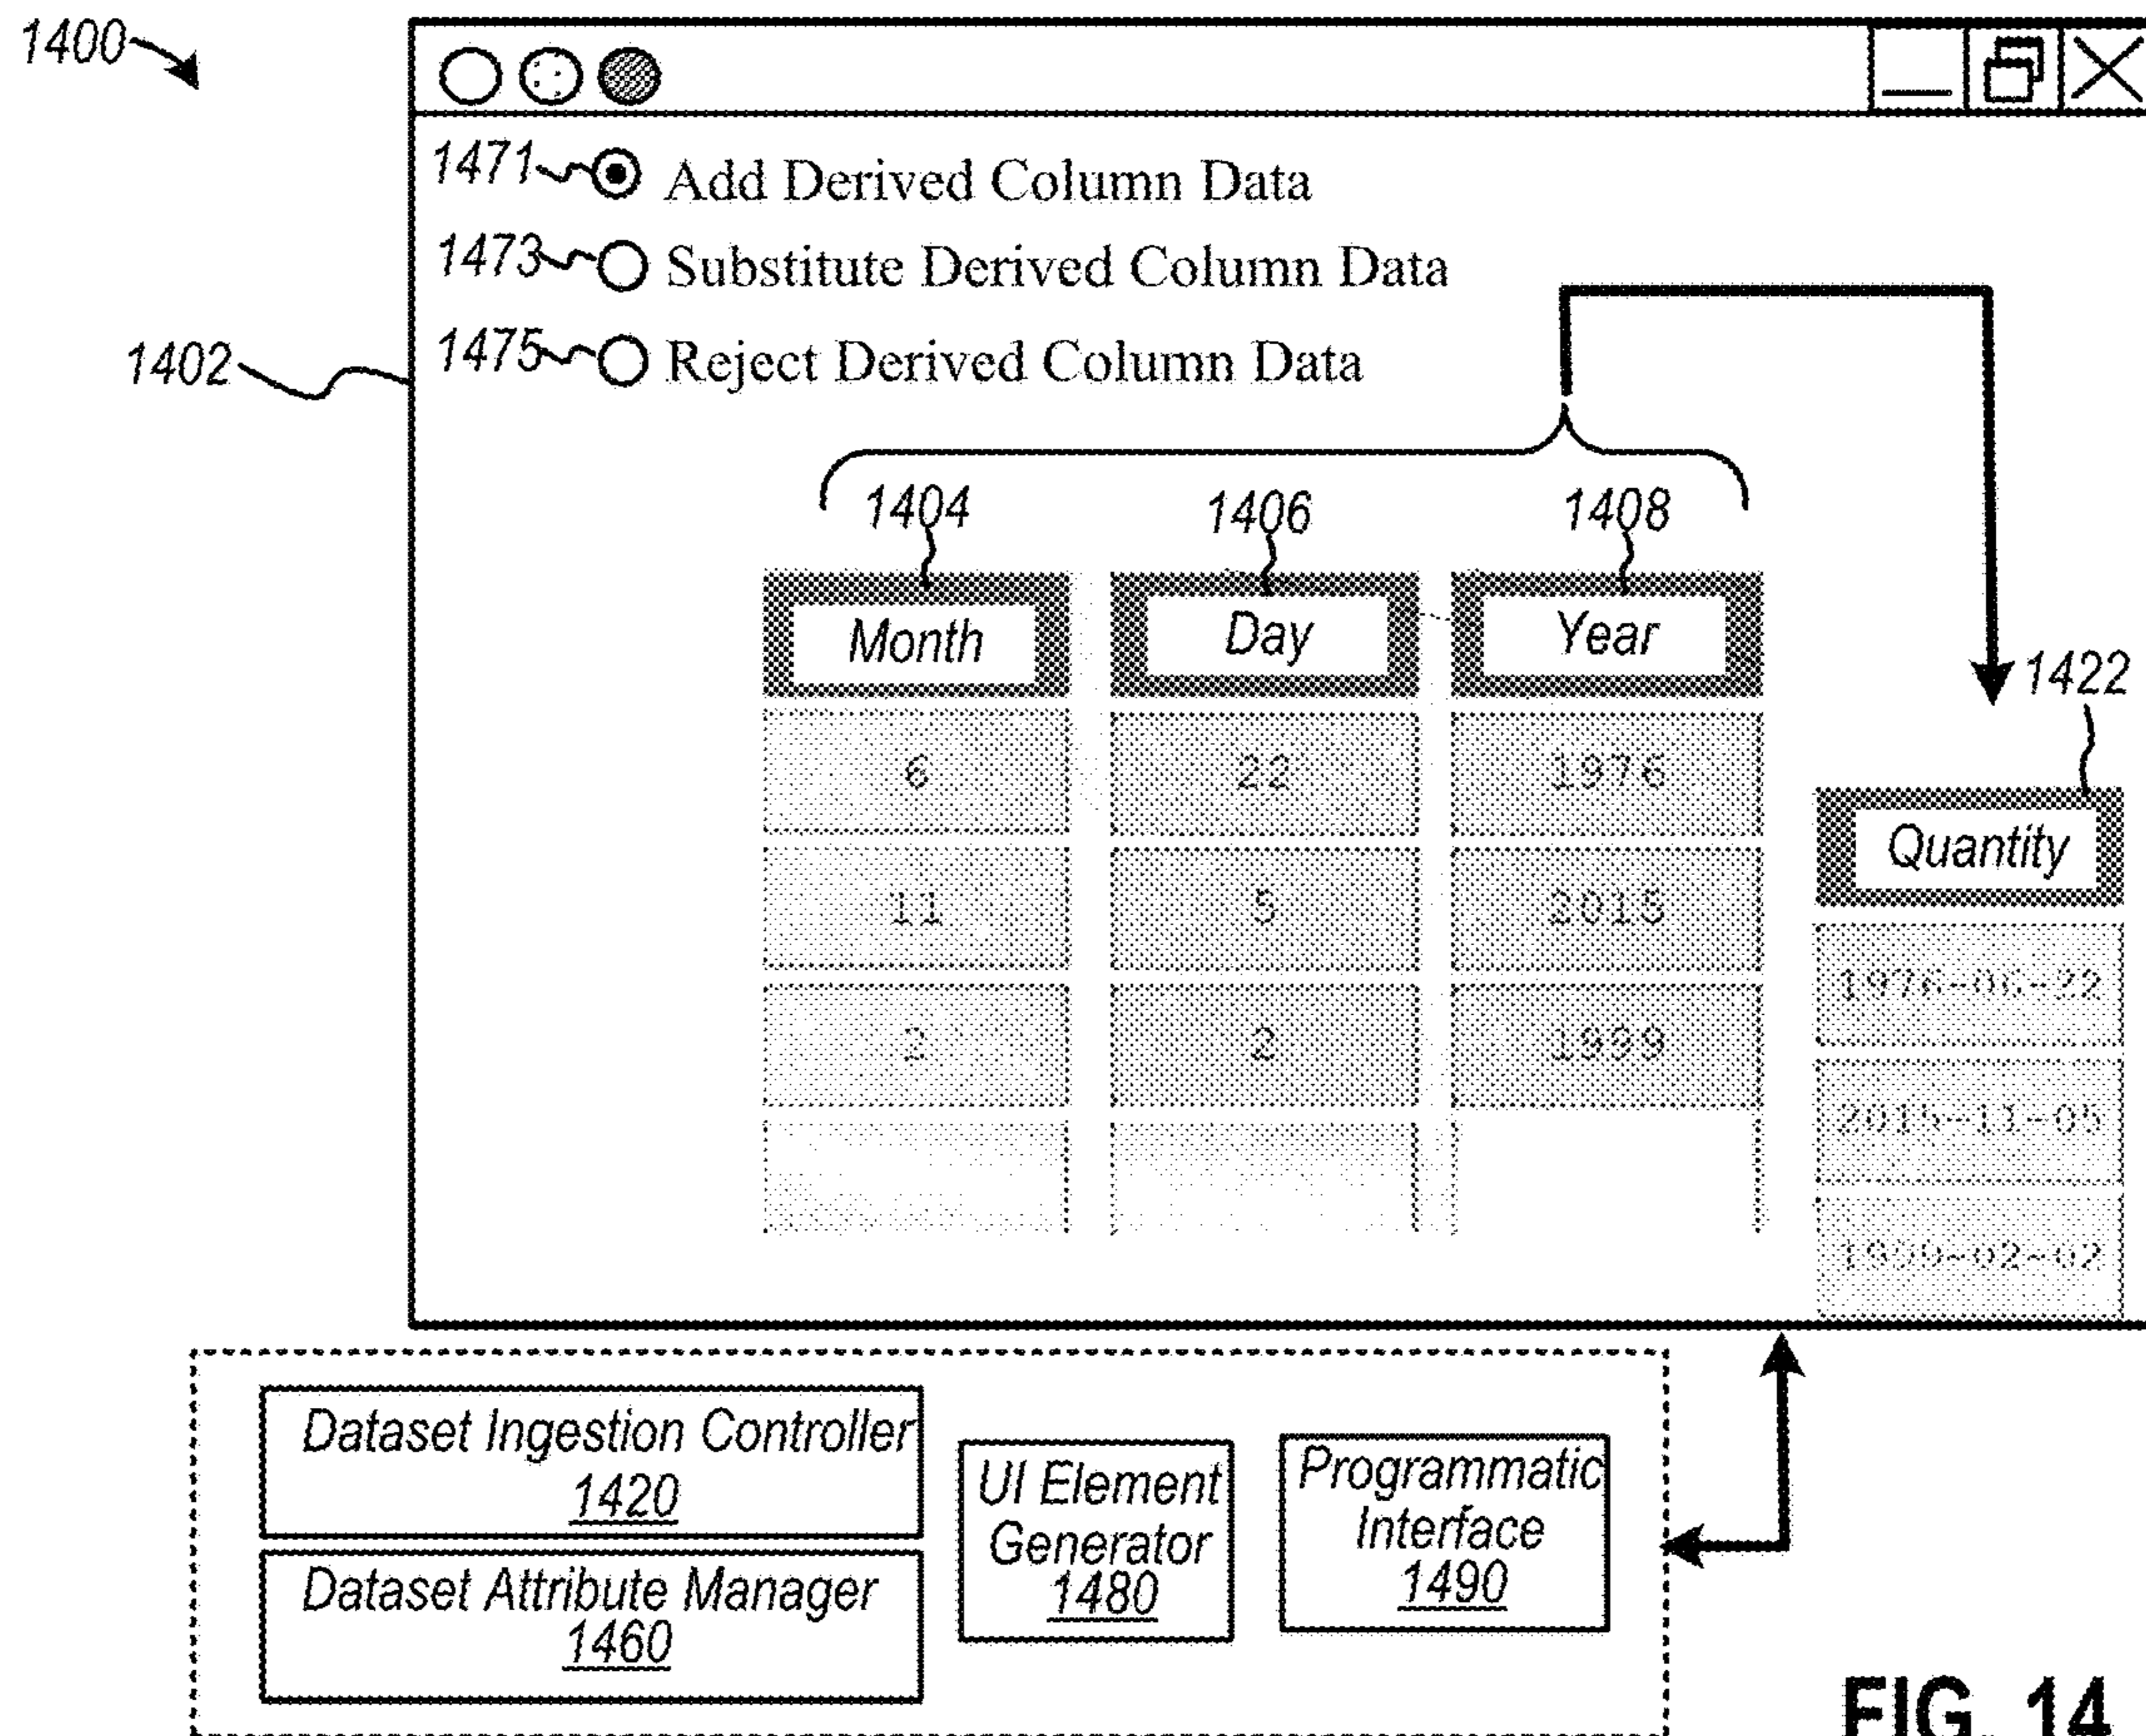 1400
1471 Add Derived Column Data
1473 Substitute Derived Column Data
1475 Reject Derived Column Data
1402
1404 1406 1408
Month Day Year
1422
6 22 1976
Quantity
11 5 2015
1976-06-22
2 2 1999
2015-11-05
1999-02-02
Dataset Ingestion Controller
1420
UI Element
Generator
1480
Programmatic
Interface
1490
Dataset Attribute Manager
1460
FIG. 14